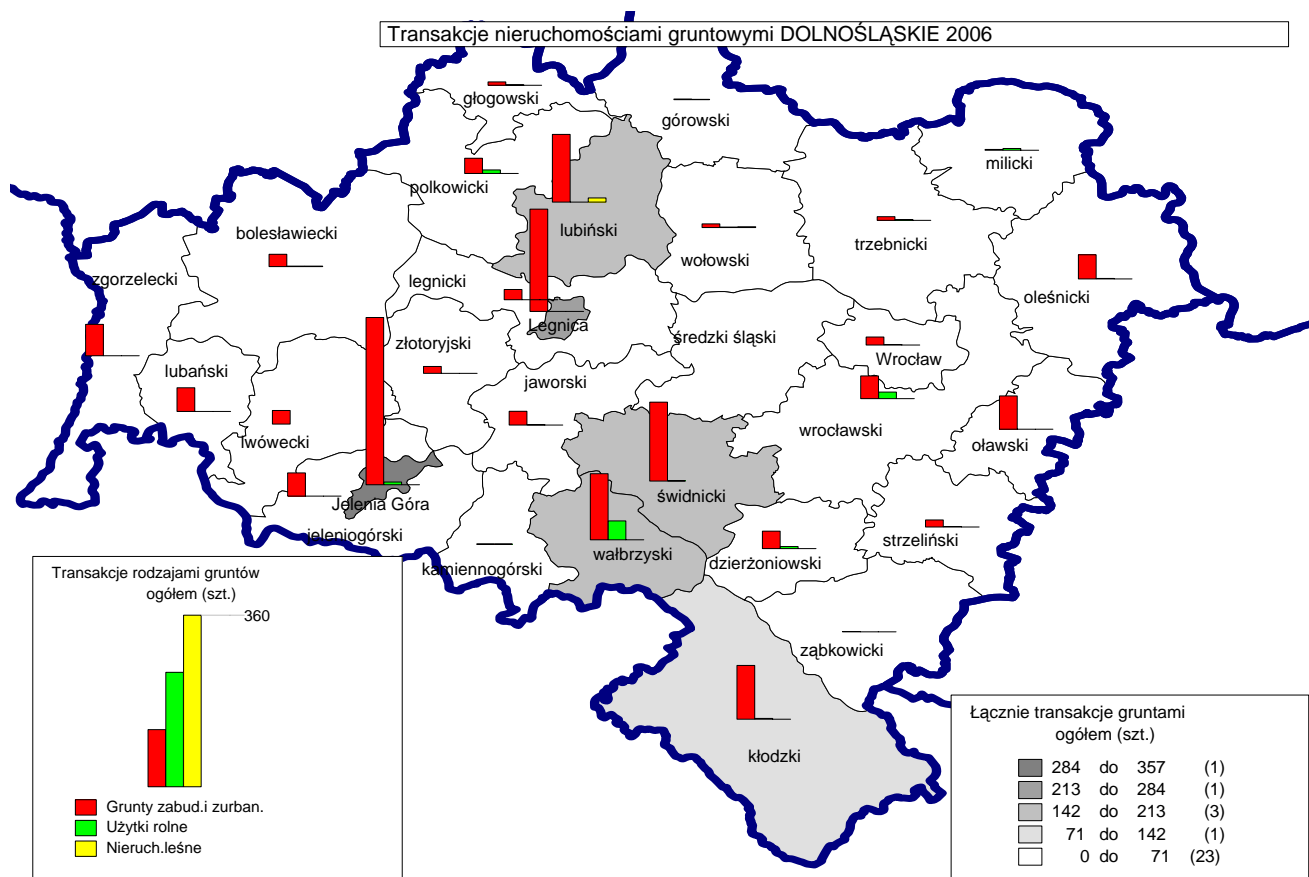 Transakcje nieruchomościami gruntowymi DOLNOŚLĄSKIE 2006
głogowski
górowski
milicki
polkowicki
lubiński
bolesławiecki
wołowski
trzebnicki
zgorzelecki
legnicki
oleśnicki
Legnica
złotoryjski
średzki śląski
Wrocław
lubański
jaworski
lwówecki
wrocławski
oławski
Jelenia Góra
świdnicki
jeleniogórski
wałbrzyski
strzeliński
kamiennogórski
dzierżoniowski
ząbkowicki
kłodzki
Transakcje rodzajami gruntów
ogółem (szt.)
360
Grunty zabud.i zurban.
Użytki rolne
Nieruch.leśne
Łącznie transakcje gruntami
ogółem (szt.)
284 do 357 (1)
213 do 284 (1)
142 do 213 (3)
71 do 142 (1)
0 do 71 (23)